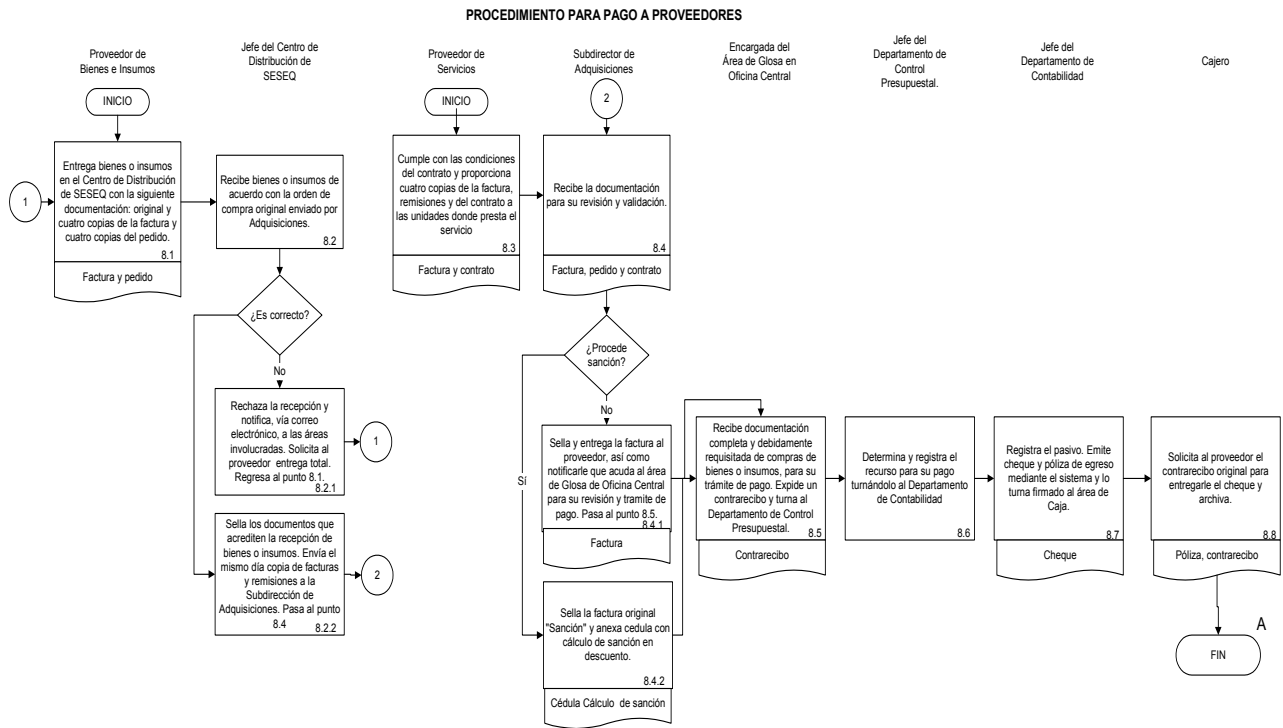 PROCEDIMIENTO PARA PAGO A PROVEEDORES
Proveedor de
Bienes e Insumos
Jefe del Centro de
Distribución de
SESEQ
Proveedor de
Servicios
Subdirector de
Adquisiciones
Encargada del
Área de Glosa en
Oficina Central
Jefe del
Departamento de
Control
Presupuestal.
Jefe del
Departamento de
Contabilidad
Cajero
INICIO
1
Entrega bienes o insumos
en el Centro de Distribución
de SESEQ con la siguiente
documentación: original y
cuatro copias de la factura y
cuatro copias del pedido.
8.1
Factura y pedido
Recibe bienes o insumos de
acuerdo con la orden de
compra original enviado por
Adquisiciones.
8.2
¿Es correcto?
No
Rechaza la recepción y
notifica, vía correo
electrónico, a las áreas
involucradas. Solicita al
proveedor entrega total.
Regresa al punto 8.1.
8.2.1
1
Sella los documentos que
acrediten la recepción de
bienes o insumos. Envía el
mismo día copia de facturas
y remisiones a la
Subdirección de
Adquisiciones. Pasa al punto
8.4
8.2.2
2
INICIO
Cumple con las condiciones
del contrato y proporciona
cuatro copias de la factura,
remisiones y del contrato a
las unidades donde presta el
servicio
8.3
Factura y contrato
2
Recibe la documentación
para su revisión y validación.
8.4
Factura, pedido y contrato
¿Procede
sanción?
No
Sí
Sella y entrega la factura al
proveedor, así como
notificarle que acuda al área
de Glosa de Oficina Central
para su revisión y tramite de
pago. Pasa al punto 8.5.
8.4.1
Factura
Sella la factura original
"Sanción" y anexa cedula con
cálculo de sanción en
descuento.
8.4.2
Cédula Cálculo de sanción
Recibe documentación
completa y debidamente
requisitada de compras de
bienes o insumos, para su
trámite de pago. Expide un
contrarecibo y turna al
Departamento de Control
Presupuestal.
8.5
Contrarecibo
Determina y registra el
recurso para su pago
turnándolo al Departamento
de Contabilidad
8.6
Registra el pasivo. Emite
cheque y póliza de egreso
mediante el sistema y lo
turna firmado al área de
Caja.
8.7
Cheque
Solicita al proveedor el
contrarecibo original para
entregarle el cheque y
archiva.
8.8
Póliza, contrarecibo
A
FIN